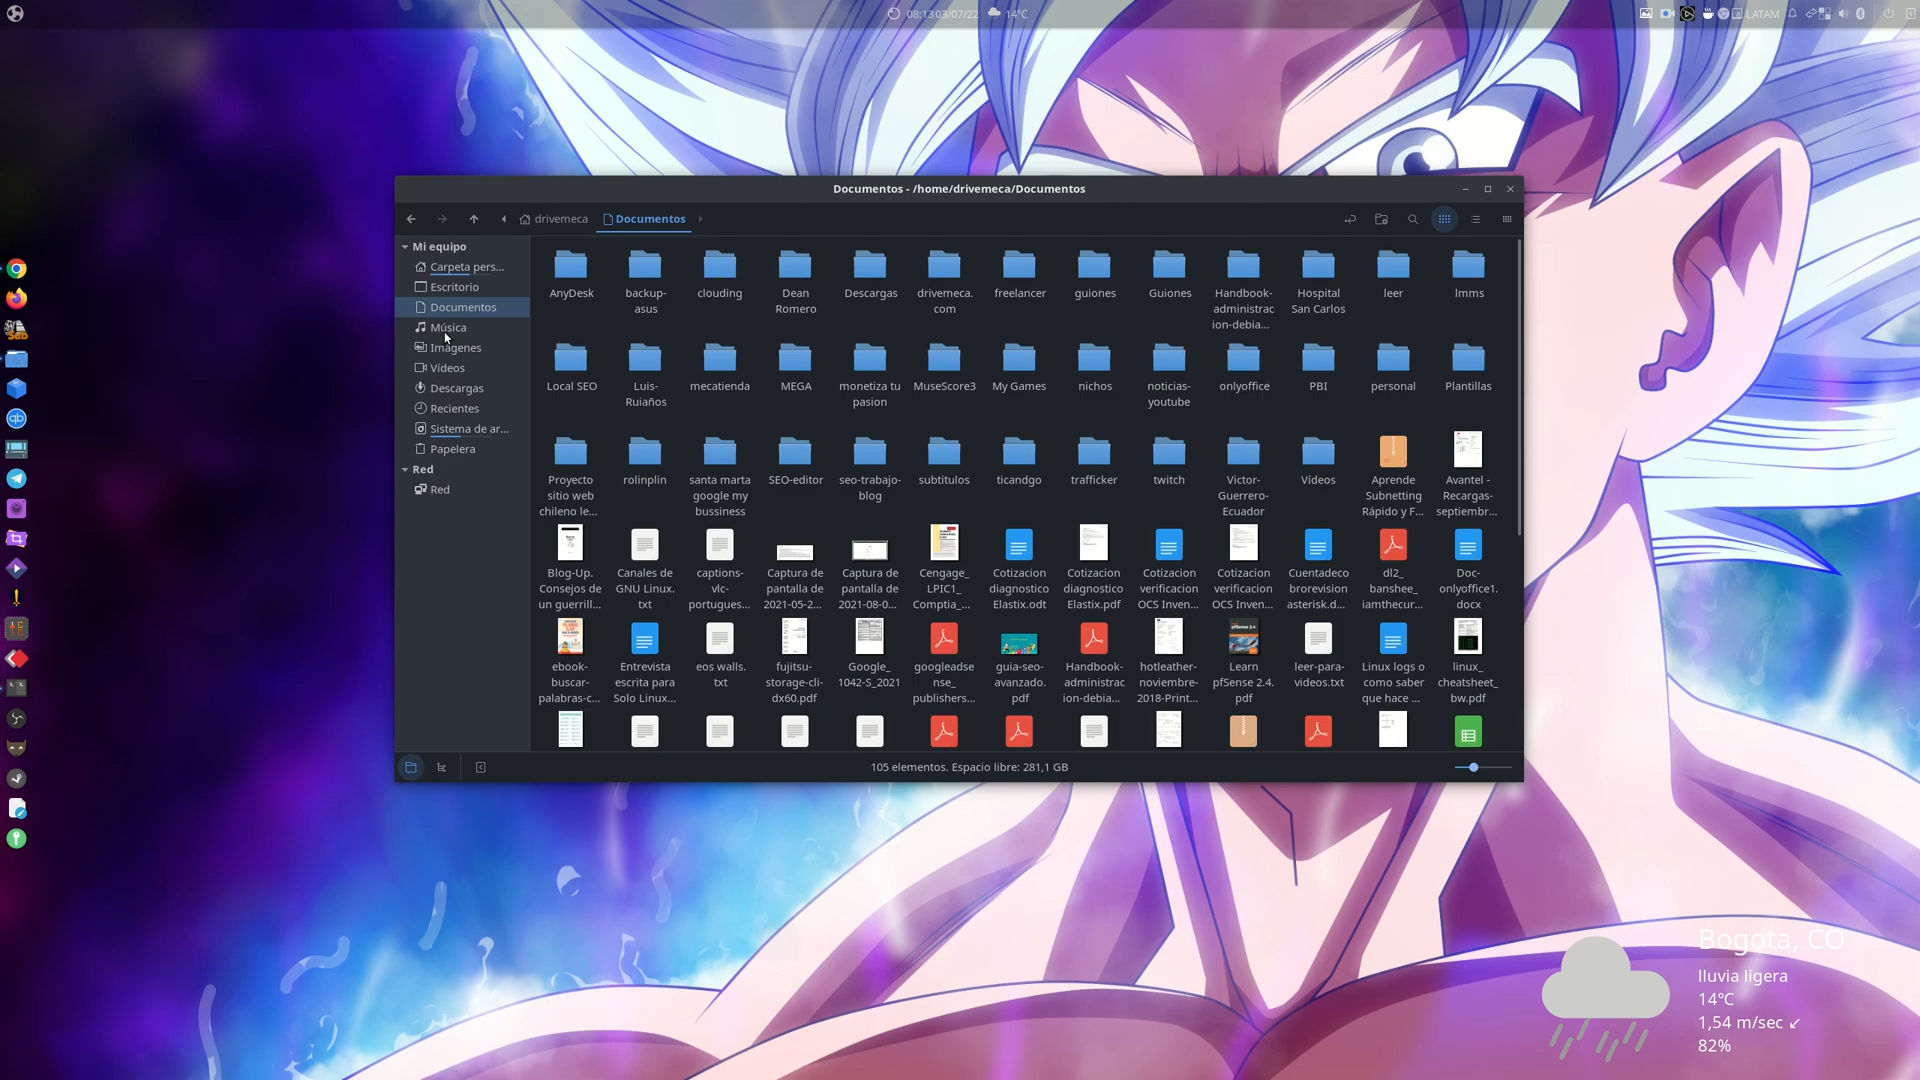 08:13 03/07/22 14°C
LATAM
Documentos - /home/drivemeca/Documentos
drivemeca Documentos
Mi equipo
Carpeta pers...
Escritorio
Documentos
Música
Imágenes
Vídeos
Descargas
Recientes
Sistema de ar...
Papelera
Red
Red
AnyDesk
backup-
asus
clouding
Dean
Romero
Descargas
drivemeca.
com
freelancer
guiones
Guiones
Handbook-
administrac
ion-debia...
Hospital
San Carlos
leer
lmms
Local SEO
Luis-
Ruiaños
mecatienda
MEGA
monetiza tu
pasion
MuseScore3
My Games
nichos
noticias-
youtube
onlyoffice
PBI
personal
Plantillas
Proyecto
sitio web
chileno le...
rolinplin
santa marta
google my
bussiness
SEO-editor
seo-trabajo-
blog
subtitulos
ticandgo
trafficker
twitch
Victor-
Guerrero-
Ecuador
Vídeos
Aprende
Subnetting
Rápido y F...
Avantel -
Recargas-
septiembr...
Blog-Up.
Consejos de
un guerrill...
Canales de
GNU Linux.
txt
captions-
vlc-
portugues...
Captura de
pantalla de
2021-05-2...
Captura de
pantalla de
2021-08-0...
Cengage_
LPIC1_
Comptia_...
Cotizacion
diagnostico
Elastix.odt
Cotizacion
diagnostico
Elastix.pdf
Cotizacion
verificacion
OCS Inven...
Cotizacion
verificacion
OCS Inven...
Cuentadeco
brorevision
asterisk.d...
dl2_
banshee_
iamthecur...
Doc-
onlyoffice1.
docx
ebook-
buscar-
palabras-c...
Entrevista
escrita para
Solo Linux...
eos walls.
txt
fujitsu-
storage-cli-
dx60.pdf
Google_
1042-S_2021
googleadse
nse_
publishers...
guia-seo-
avanzado.
pdf
Handbook-
administrac
ion-debia...
hotleather-
noviembre-
2018-Print...
Learn
pfSense 2.4.
pdf
leer-para-
videos.txt
Linux logs o
como saber
que hace ...
linux_
cheatsheet_
bw.pdf
105 elementos. Espacio libre: 281,1 GB
Bogota, CO
lluvia ligera
14°C
1,54 m/sec ↙
82%